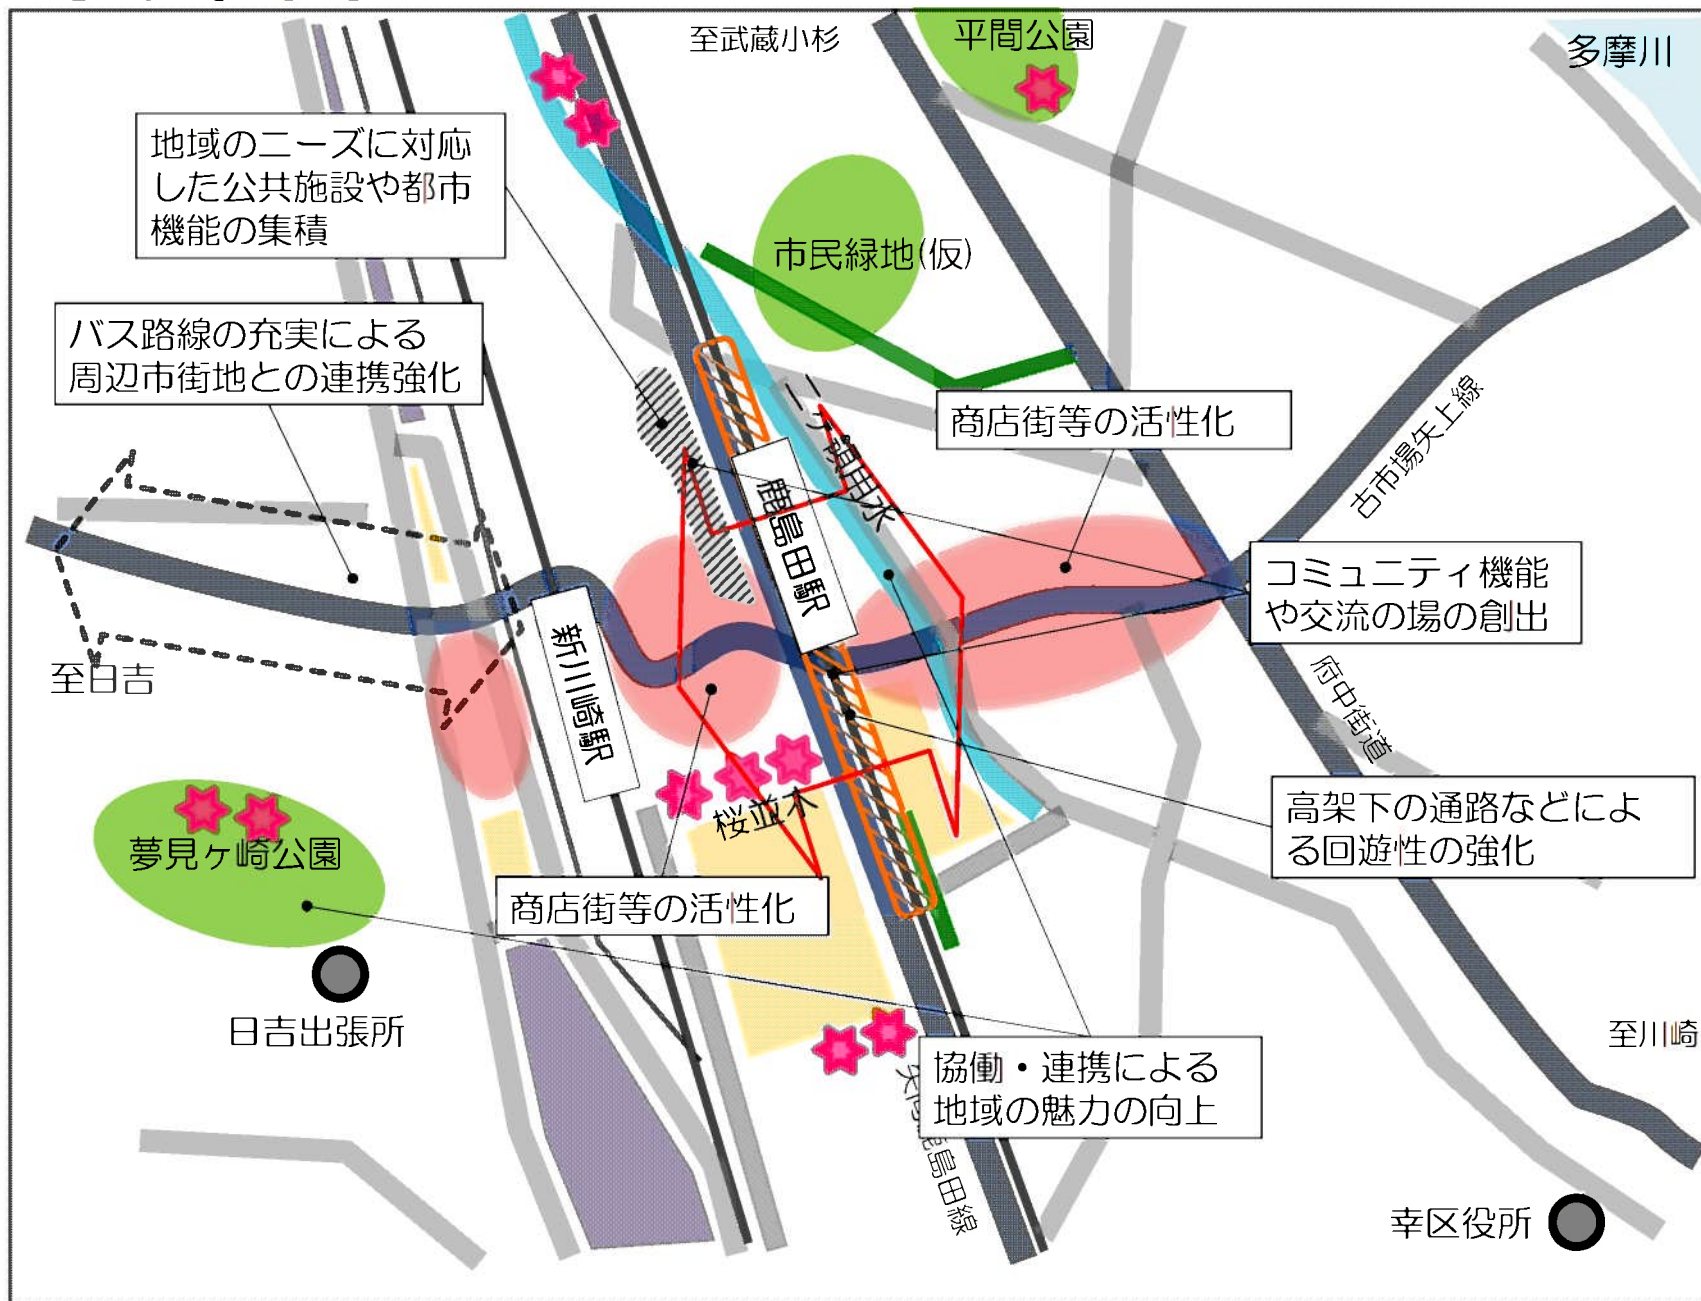 至武蔵小杉
平間公園
多摩川
地域のニーズに対応
した公共施設や都市
機能の集積
市民緑地(仮)
バス路線の充実による
周辺市街地との連携強化
商店街等の活性化
二ヶ領用水
古市場矢上線
鹿島田駅
コミュニティ機能
や交流の場の創出
至日吉
新川崎駅
府中街道
高架下の通路などによ
る回遊性の強化
桜並木
夢見ヶ崎公園
商店街等の活性化
日吉出張所
至川崎
協働・連携による
地域の魅力の向上
鹿島田線
幸区役所